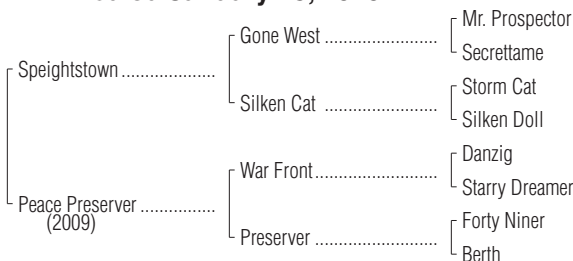 Mr. Prospector
Gone West
Secrettame
Speightstown
Storm Cat
Silken Cat
Silken Doll
Danzig
War Front
Starry Dreamer
Peace Preserver
(2009)
Forty Niner
Preserver
Berth